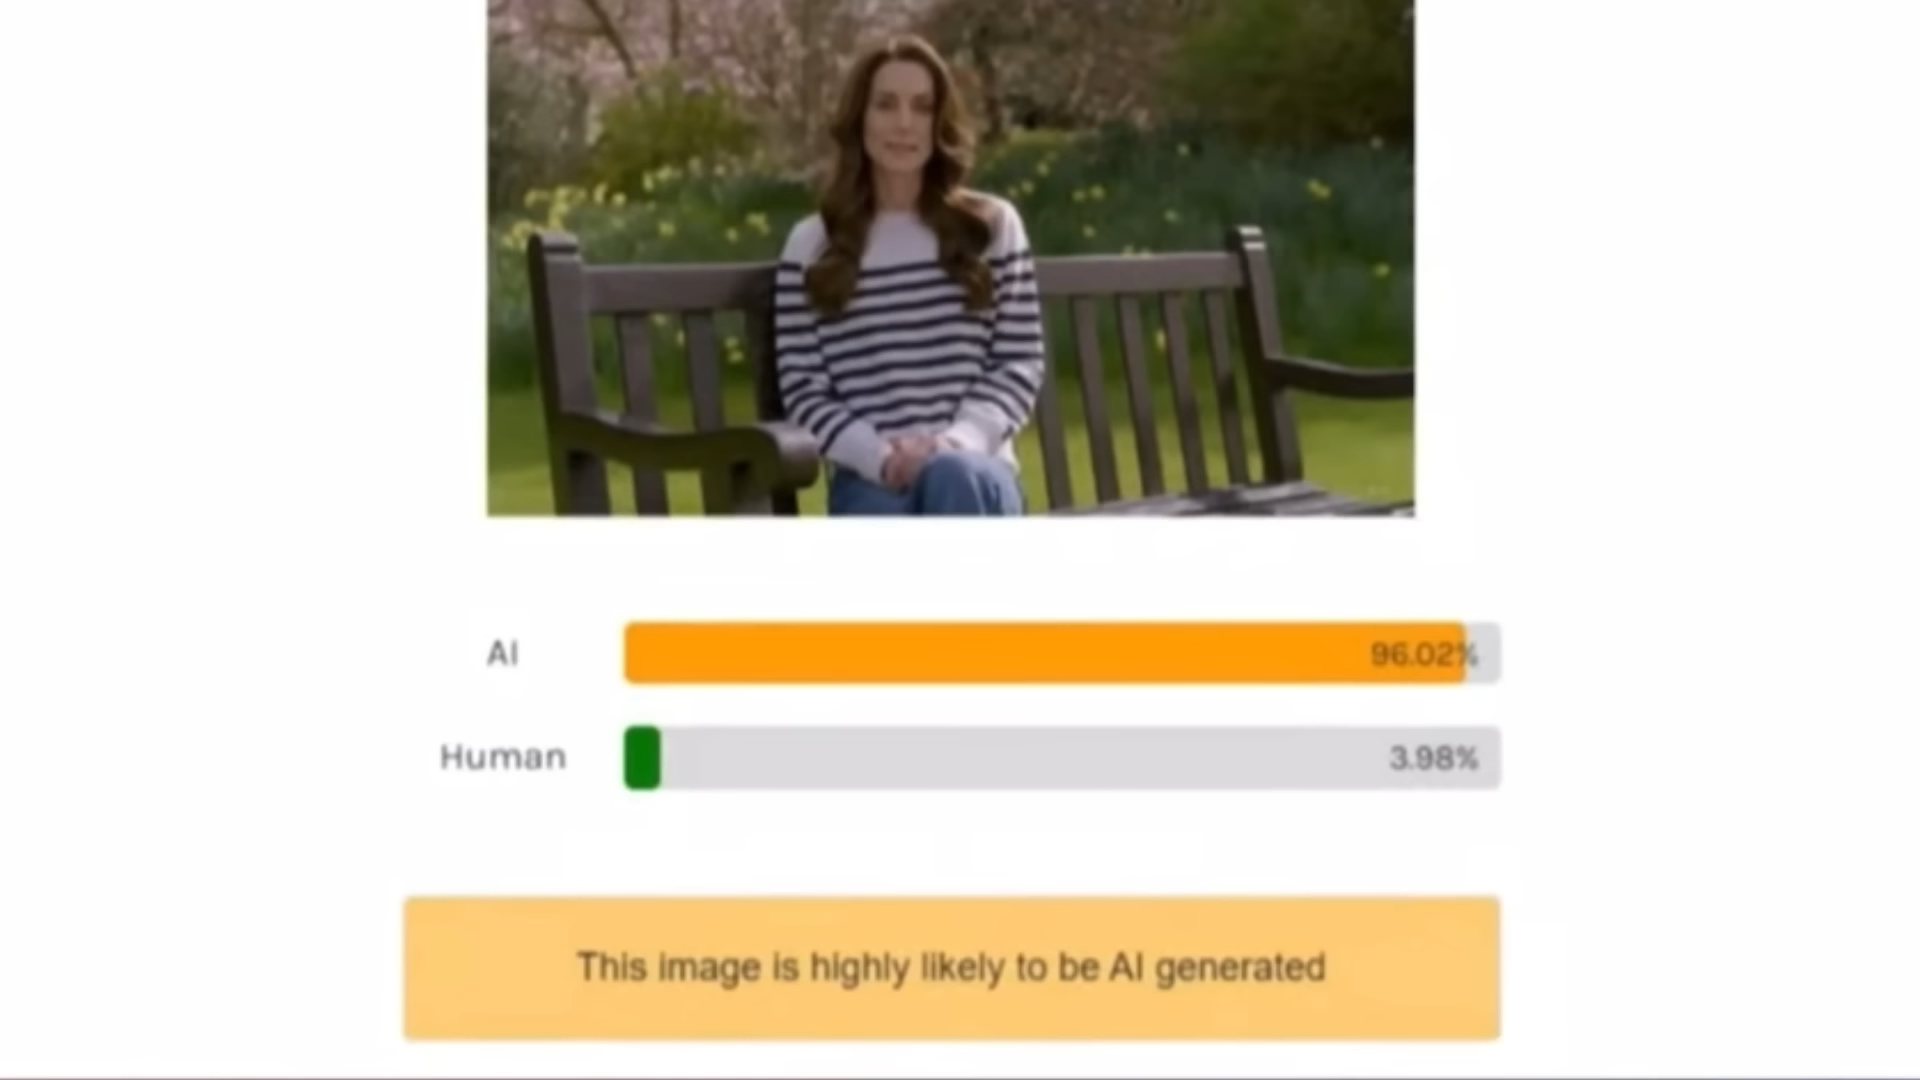 AI 96.02%
Human 3.98%
This image is highly likely to be AI generated